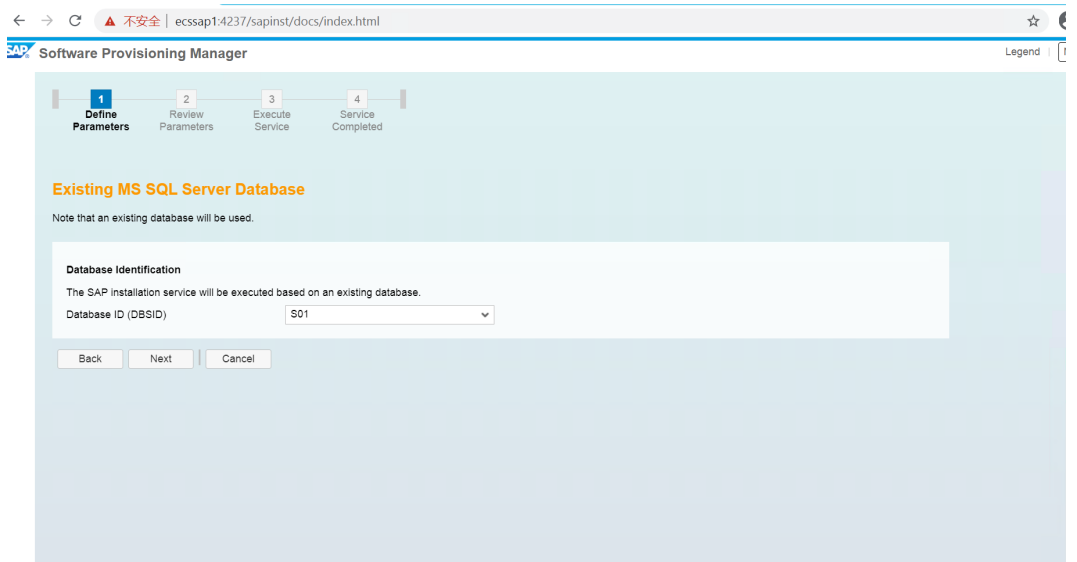 不安全 ecssap1:4237/sapinst/docs/index.html
SAP Software Provisioning Manager
Legend
1 2 3 4
Define Review Execute Service
Parameters Parameters Service Completed
Existing MS SQL Server Database
Note that an existing database will be used.
Database Identification
The SAP installation service will be executed based on an existing database.
Database ID (DBSID) S01
Back Next Cancel